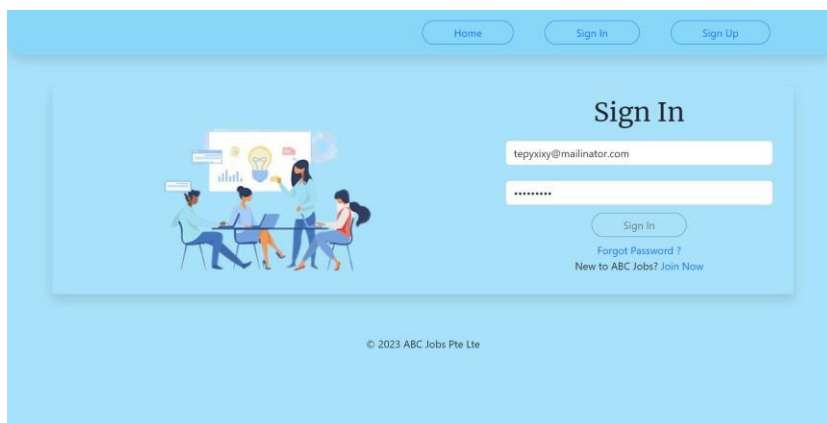 Home
Sign In
Sign Up
Sign In
tepyxixy@mailinator.com
•••••••••
Sign In
Forgot Password ?
New to ABC Jobs? Join Now
© 2023 ABC Jobs Pte Lte